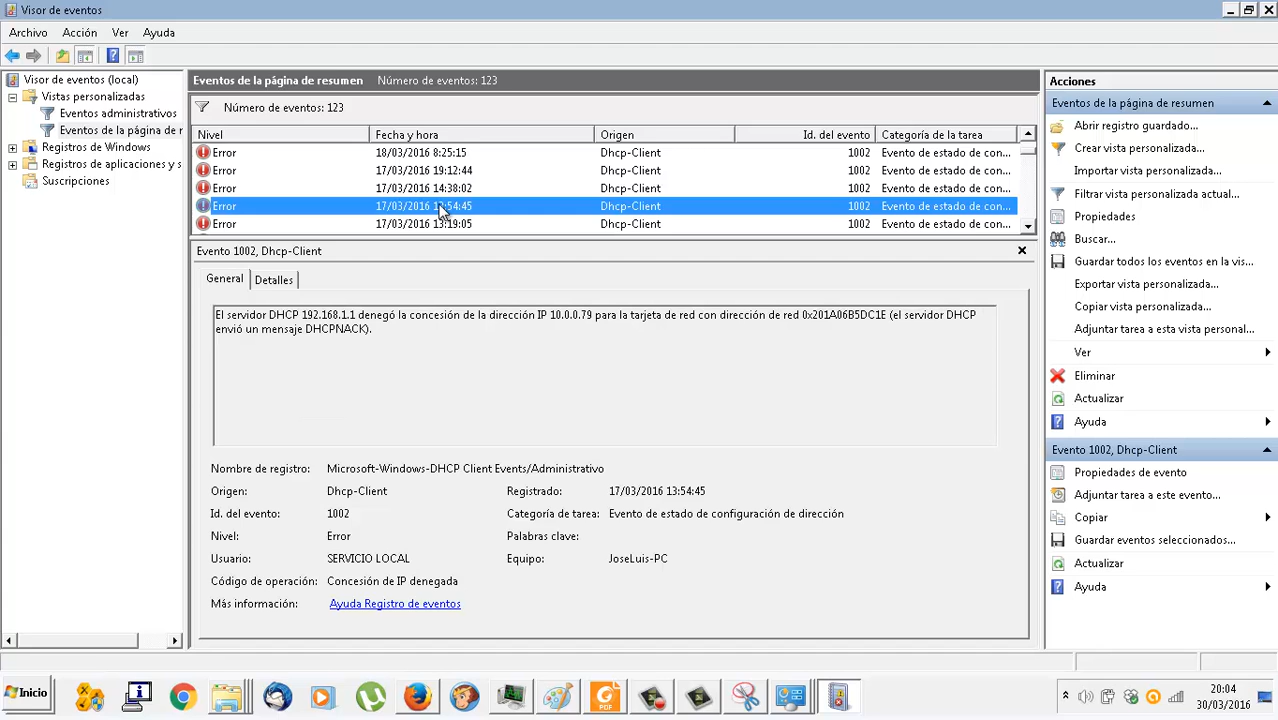 Visor de eventos
Archivo Acción Ver Ayuda
Visor de eventos (local)
Vistas personalizadas
Eventos administrativos
Eventos de la página de r
Registros de Windows
Registros de aplicaciones y s
Suscripciones
Eventos de la página de resumen Número de eventos: 123
Número de eventos: 123
Nivel Fecha y hora Origen Id. del evento Categoría de la tarea
Error 18/03/2016 8:25:15 Dhcp-Client 1002 Evento de estado de con...
Error 17/03/2016 19:12:44 Dhcp-Client 1002 Evento de estado de con...
Error 17/03/2016 14:38:02 Dhcp-Client 1002 Evento de estado de con...
Error 17/03/2016 13:54:45 Dhcp-Client 1002 Evento de estado de con...
Error 17/03/2016 13:19:05 Dhcp-Client 1002 Evento de estado de con...
Evento 1002, Dhcp-Client
General Detalles
El servidor DHCP 192.168.1.1 denegó la concesión de la dirección IP 10.0.0.79 para la tarjeta de red con dirección de red 0x201A06B5DC1E (el servidor DHCP
envió un mensaje DHCPNACK).
Nombre de registro: Microsoft-Windows-DHCP Client Events/Administrativo
Origen: Dhcp-Client Registrado: 17/03/2016 13:54:45
Id. del evento: 1002 Categoría de tarea: Evento de estado de configuración de dirección
Nivel: Error Palabras clave:
Usuario: SERVICIO LOCAL Equipo: JoseLuis-PC
Código de operación: Concesión de IP denegada
Más información: Ayuda Registro de eventos
Acciones
Eventos de la página de resumen
Abrir registro guardado...
Crear vista personalizada...
Importar vista personalizada...
Filtrar vista personalizada actual...
Propiedades
Buscar...
Guardar todos los eventos en la vis...
Exportar vista personalizada...
Copiar vista personalizada...
Adjuntar tarea a esta vista personal...
Ver
Eliminar
Actualizar
Ayuda
Evento 1002, Dhcp-Client
Propiedades de evento
Adjuntar tarea a este evento...
Copiar
Guardar eventos seleccionados...
Actualizar
Ayuda
Inicio
PDF
20:04
30/03/2016